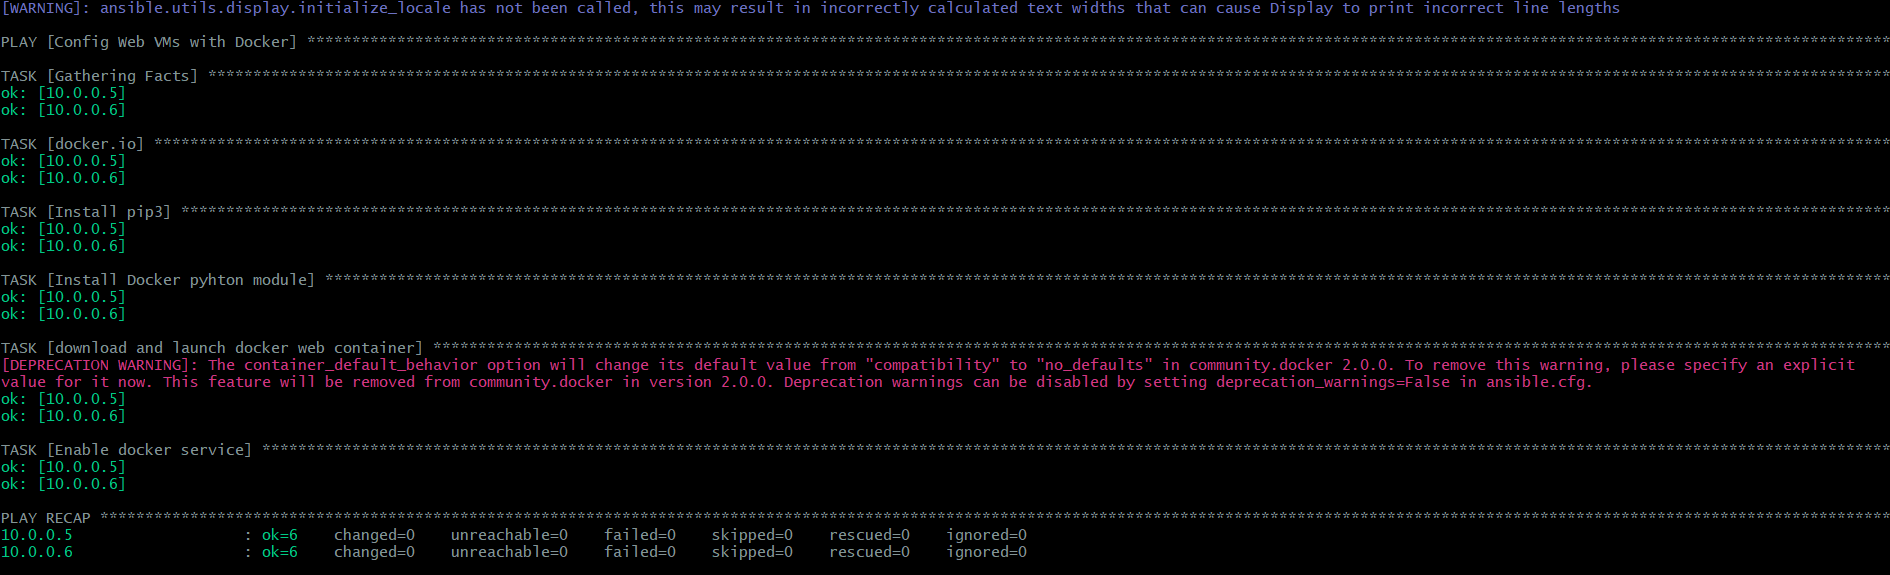 [WARNING]: ansible.utils.display.initialize_locale has not been called, this may result in incorrectly calculated text widths that can cause Display to print incorrect line lengths
PLAY [Config Web VMs with Docker] ********************************************************************************************************************************************************************************
TASK [Gathering Facts] *******************************************************************************************************************************************************************************************
ok: [10.0.0.5]
ok: [10.0.0.6]
TASK [docker.io] *************************************************************************************************************************************************************************************************
ok: [10.0.0.5]
ok: [10.0.0.6]
TASK [Install pip3] **********************************************************************************************************************************************************************************************
ok: [10.0.0.5]
ok: [10.0.0.6]
TASK [Install Docker pyhton module] ******************************************************************************************************************************************************************************
ok: [10.0.0.5]
ok: [10.0.0.6]
TASK [download and launch docker web container] ******************************************************************************************************************************************************************
[DEPRECATION WARNING]: The container_default_behavior option will change its default value from "compatibility" to "no_defaults" in community.docker 2.0.0. To remove this warning, please specify an explicit
value for it now. This feature will be removed from community.docker in version 2.0.0. Deprecation warnings can be disabled by setting deprecation_warnings=False in ansible.cfg.
ok: [10.0.0.5]
ok: [10.0.0.6]
TASK [Enable docker service] *************************************************************************************************************************************************************************************
ok: [10.0.0.5]
ok: [10.0.0.6]
PLAY RECAP *******************************************************************************************************************************************************************************************************
10.0.0.5                   : ok=6    changed=0    unreachable=0    failed=0    skipped=0    rescued=0    ignored=0
10.0.0.6                   : ok=6    changed=0    unreachable=0    failed=0    skipped=0    rescued=0    ignored=0